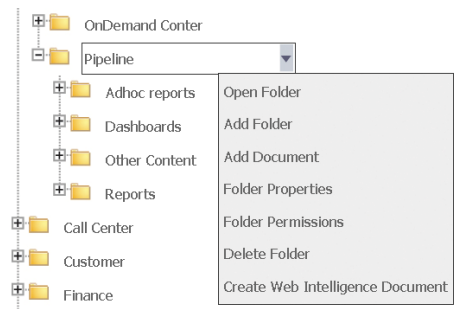 OnDemand Conter
Pipeline
Adhoc reports
Dashboards
Other Content
Reports
Call Center
Customer
Finance
Open Folder
Add Folder
Add Document
Folder Properties
Folder Permissions
Delete Folder
Create Web Intelligence Document